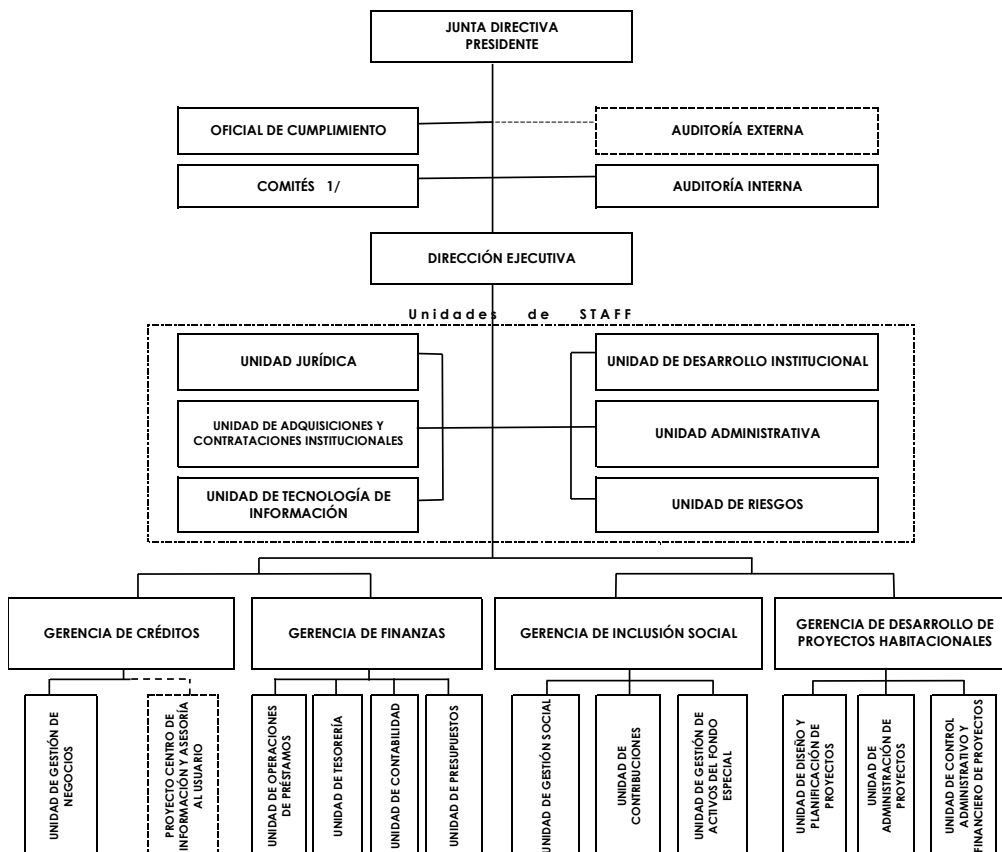 JUNTA DIRECTIVA
PRESIDENTE
OFICIAL DE CUMPLIMIENTO
AUDITORÍA EXTERNA
COMITÉS 1/
AUDITORÍA INTERNA
DIRECCIÓN EJECUTIVA
Unidades de STAFF
UNIDAD JURÍDICA
UNIDAD DE DESARROLLO INSTITUCIONAL
UNIDAD DE ADQUISICIONES Y
CONTRATACIONES INSTITUCIONALES
UNIDAD ADMINISTRATIVA
UNIDAD DE TECNOLOGÍA DE
INFORMACIÓN
UNIDAD DE RIESGOS
GERENCIA DE CRÉDITOS
GERENCIA DE FINANZAS
GERENCIA DE INCLUSIÓN SOCIAL
GERENCIA DE DESARROLLO DE
PROYECTOS HABITACIONALES
UNIDAD DE GESTIÓN DE
NEGOCIOS
PROYECTO CENTRO DE
INFORMACIÓN Y ASESORÍA
AL USUARIO
UNIDAD DE OPERACIONES
DE PRÉSTAMOS
UNIDAD DE TESORERÍA
UNIDAD DE CONTABILIDAD
UNIDAD DE PRESUPUESTOS
UNIDAD DE GESTIÓN SOCIAL
UNIDAD DE
CONTRIBUCIONES
UNIDAD DE GESTIÓN DE
ACTIVOS DEL FONDO
ESPECIAL
UNIDAD DE DISEÑO Y
PLANIFICACIÓN DE
PROYECTOS
UNIDAD DE
ADMINISTRACIÓN DE
PROYECTOS
UNIDAD DE CONTROL
ADMINISTRATIVO Y
FINANCIERO DE PROYECTOS